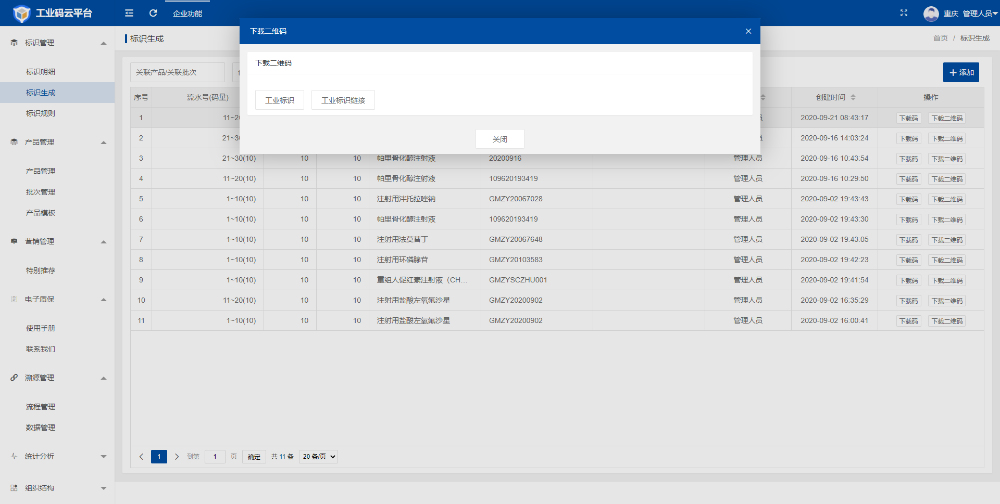 工业码云平台
企业功能
重庆 管理人员
标识管理
标识明细
标识生成
标识规则
产品管理
产品管理
批次管理
产品模板
营销管理
特别推荐
电子质保
使用手册
联系我们
溯源管理
流程管理
数据管理
统计分析
组织结构
标识生成
首页 / 标识生成
下载二维码
下载二维码
工业标识 工业标识链接
关闭
关联产品/关联批次
添加
序号 流水号(码量) 创建时间 操作
1 11~2 2020-09-21 08:43:17 下载码 下载二维码
2 21~3 2020-09-16 14:03:24 下载码 下载二维码
3 21~30(10) 10 10 帕里骨化醇注射液 20200916 管理人员 2020-09-16 10:43:54 下载码 下载二维码
4 11~20(10) 10 10 帕里骨化醇注射液 109620193419 管理人员 2020-09-16 10:29:50 下载码 下载二维码
5 1~10(10) 10 10 注射用泮托拉唑钠 GMZY20067028 管理人员 2020-09-02 19:43:43 下载码 下载二维码
6 1~10(10) 10 10 帕里骨化醇注射液 109620193419 管理人员 2020-09-02 19:43:30 下载码 下载二维码
7 1~10(10) 10 10 注射用法莫替丁 GMZY20067648 管理人员 2020-09-02 19:43:05 下载码 下载二维码
8 1~10(10) 10 10 注射用环磷腺苷 GMZY20103583 管理人员 2020-09-02 19:42:23 下载码 下载二维码
9 1~10(10) 10 10 重组人促红素注射液（CH... GMZYSCZHU001 管理人员 2020-09-02 19:41:54 下载码 下载二维码
10 11~20(10) 10 10 注射用盐酸左氧氟沙星 GMZY20200902 管理人员 2020-09-02 16:35:29 下载码 下载二维码
11 1~10(10) 10 10 注射用盐酸左氧氟沙星 GMZY20200902 管理人员 2020-09-02 16:00:41 下载码 下载二维码
1 到第 1 页 确定 共 11 条 20 条/页